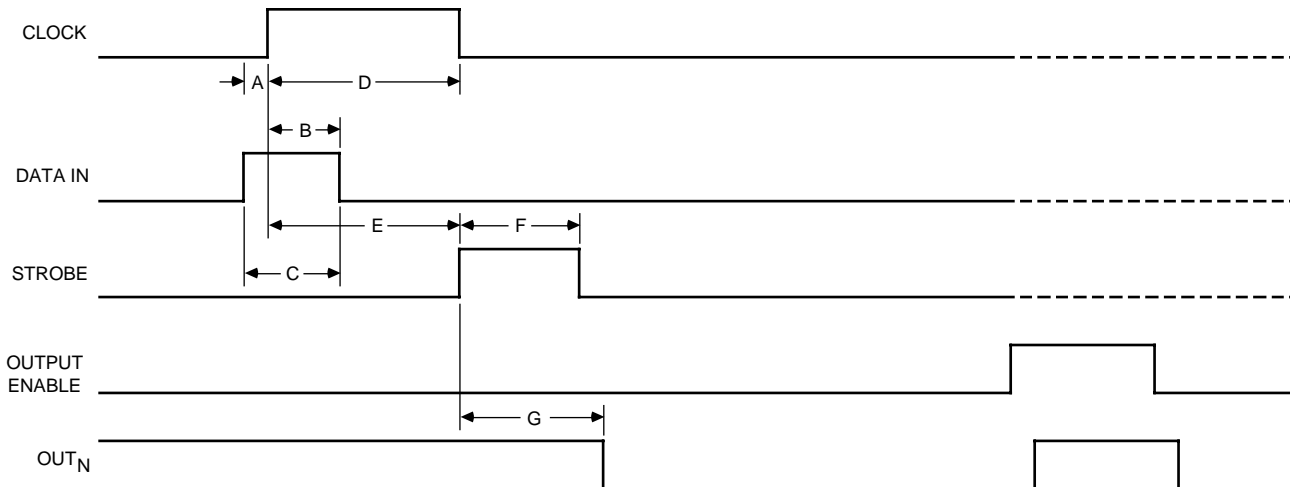 CLOCK
A
D
B
DATA IN
E
F
C
STROBE
OUTPUT
ENABLE
G
OUTN